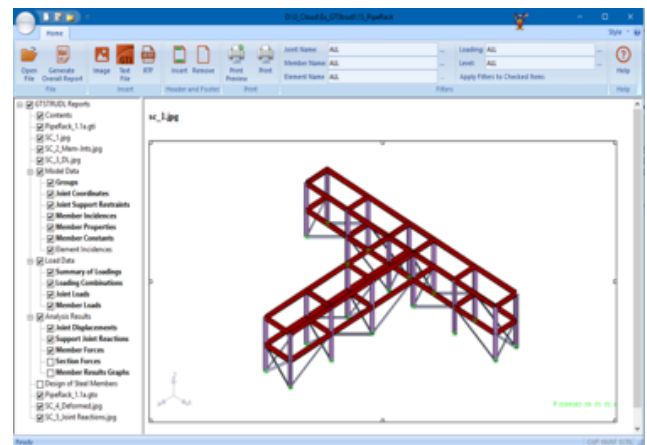 Home
Style
Open File
Generate Overall Report
Image
Text File
RTF
Insert
Remove
Print Preview
Print
Joint Name ALL
Member Name ALL
Element Name ALL
Loading ALL
Level ALL
Apply Filters to Checked Items
Help
File
Insert
Header and Footer
Print
Filters
Help
GTSTRUDL Reports
Contents
PipeRack_1.1a.gti
SC_1.jpg
SC_2_Mem-Jnts.jpg
SC_3_DL.jpg
Model Data
Groups
Joint Coordinates
Joint Support Restraints
Member Incidences
Member Properties
Member Constants
Element Incidences
Load Data
Summary of Loadings
Loading Combinations
Joint Loads
Member Loads
Analysis Results
Joint Displacements
Support Joint Reactions
Member Forces
Section Forces
Member Results Graphs
Design of Steel Members
PipeRack_1.1a.gto
SC_4_Deformed.jpg
SC_5_Joint Reactions.jpg
sc_1.jpg
Ready
CAP NUM SCRL